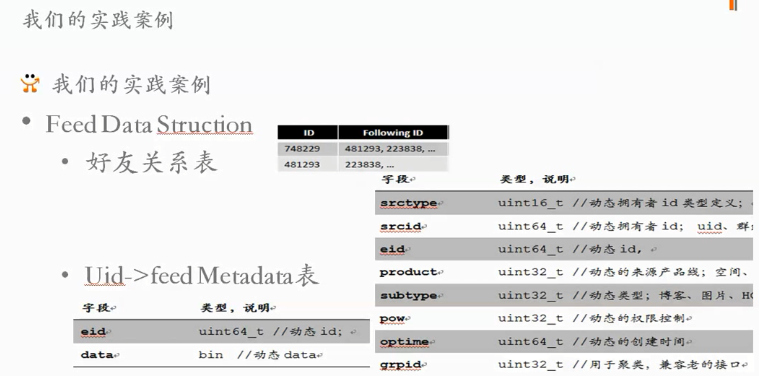 我们的实践案例
我们的实践案例
• Feed Data Struction
• 好友关系表
ID Following ID
748229 481293, 223838, ...
481293 223838, ...
字段 类型，说明
srctype uint16_t //动态拥有者 id 类型定义；
srcid uint64_t //动态拥有者 id； uid、
eid uint64_t //动态 id,
product uint32_t //动态的来源产品线；空间、
subtype uint32_t //动态类型；博客、图片、
pow uint32_t //动态的权限控制
optime uint64_t //动态的创建时间
grpid uint32_t //用于聚类，兼容老的接口
• Uid->feed Metadata表
字段 类型，说明
eid uint64_t //动态 id；
data bin //动态 data